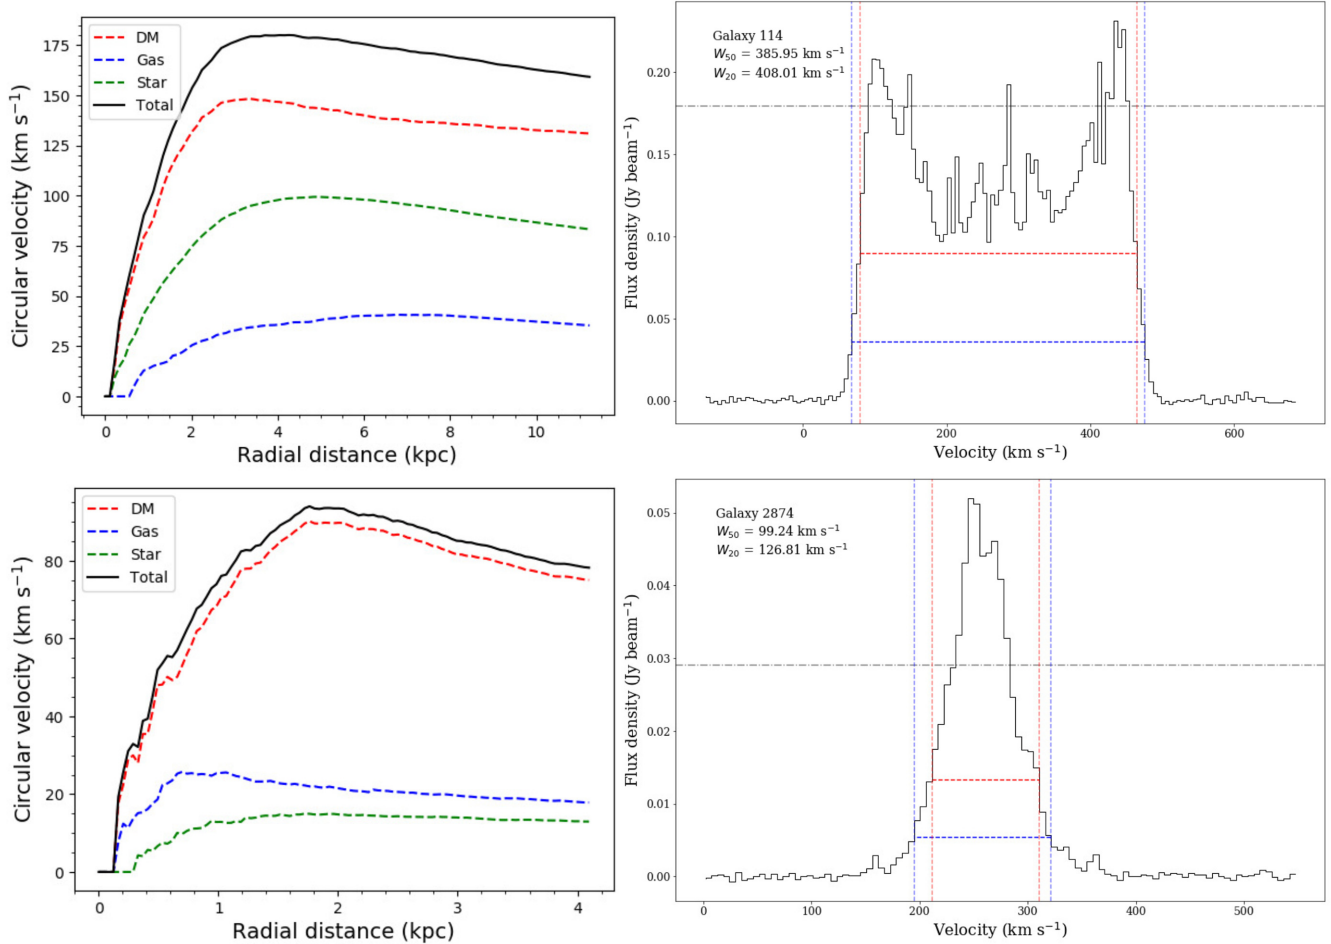 DM
Gas
Star
Total
175
150
125
100
75
50
25
0
Circular velocity (km s⁻¹)
0 2 4 6 8 10
Radial distance (kpc)
Galaxy 114
W₅₀ = 385.95 km s⁻¹
W₂₀ = 408.01 km s⁻¹
0.20
0.15
0.10
0.05
0.00
Flux density (Jy beam⁻¹)
0 200 400 600
Velocity (km s⁻¹)
DM
Gas
Star
Total
80
60
40
20
0
Circular velocity (km s⁻¹)
0 1 2 3 4
Radial distance (kpc)
Galaxy 2874
W₅₀ = 99.24 km s⁻¹
W₂₀ = 126.81 km s⁻¹
0.05
0.04
0.03
0.02
0.01
0.00
Flux density (Jy beam⁻¹)
0 100 200 300 400 500
Velocity (km s⁻¹)